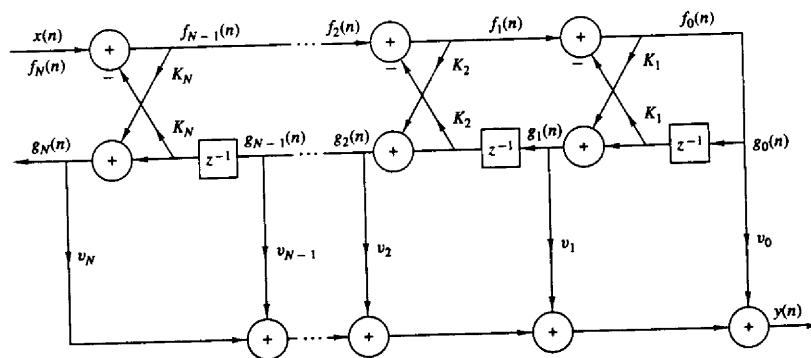 x(n) f_{N-1}(n) f_2(n) f_1(n) f_0(n)
+ + +
f_N(n) − − −
K_N K_2 K_1
K_N K_2 K_1
g_N(n) + z^{-1} g_{N-1}(n) g_2(n) + z^{-1} g_1(n) + z^{-1} g_0(n)
v_N v_{N-1} v_2 v_1 v_0
+ + + + y(n)